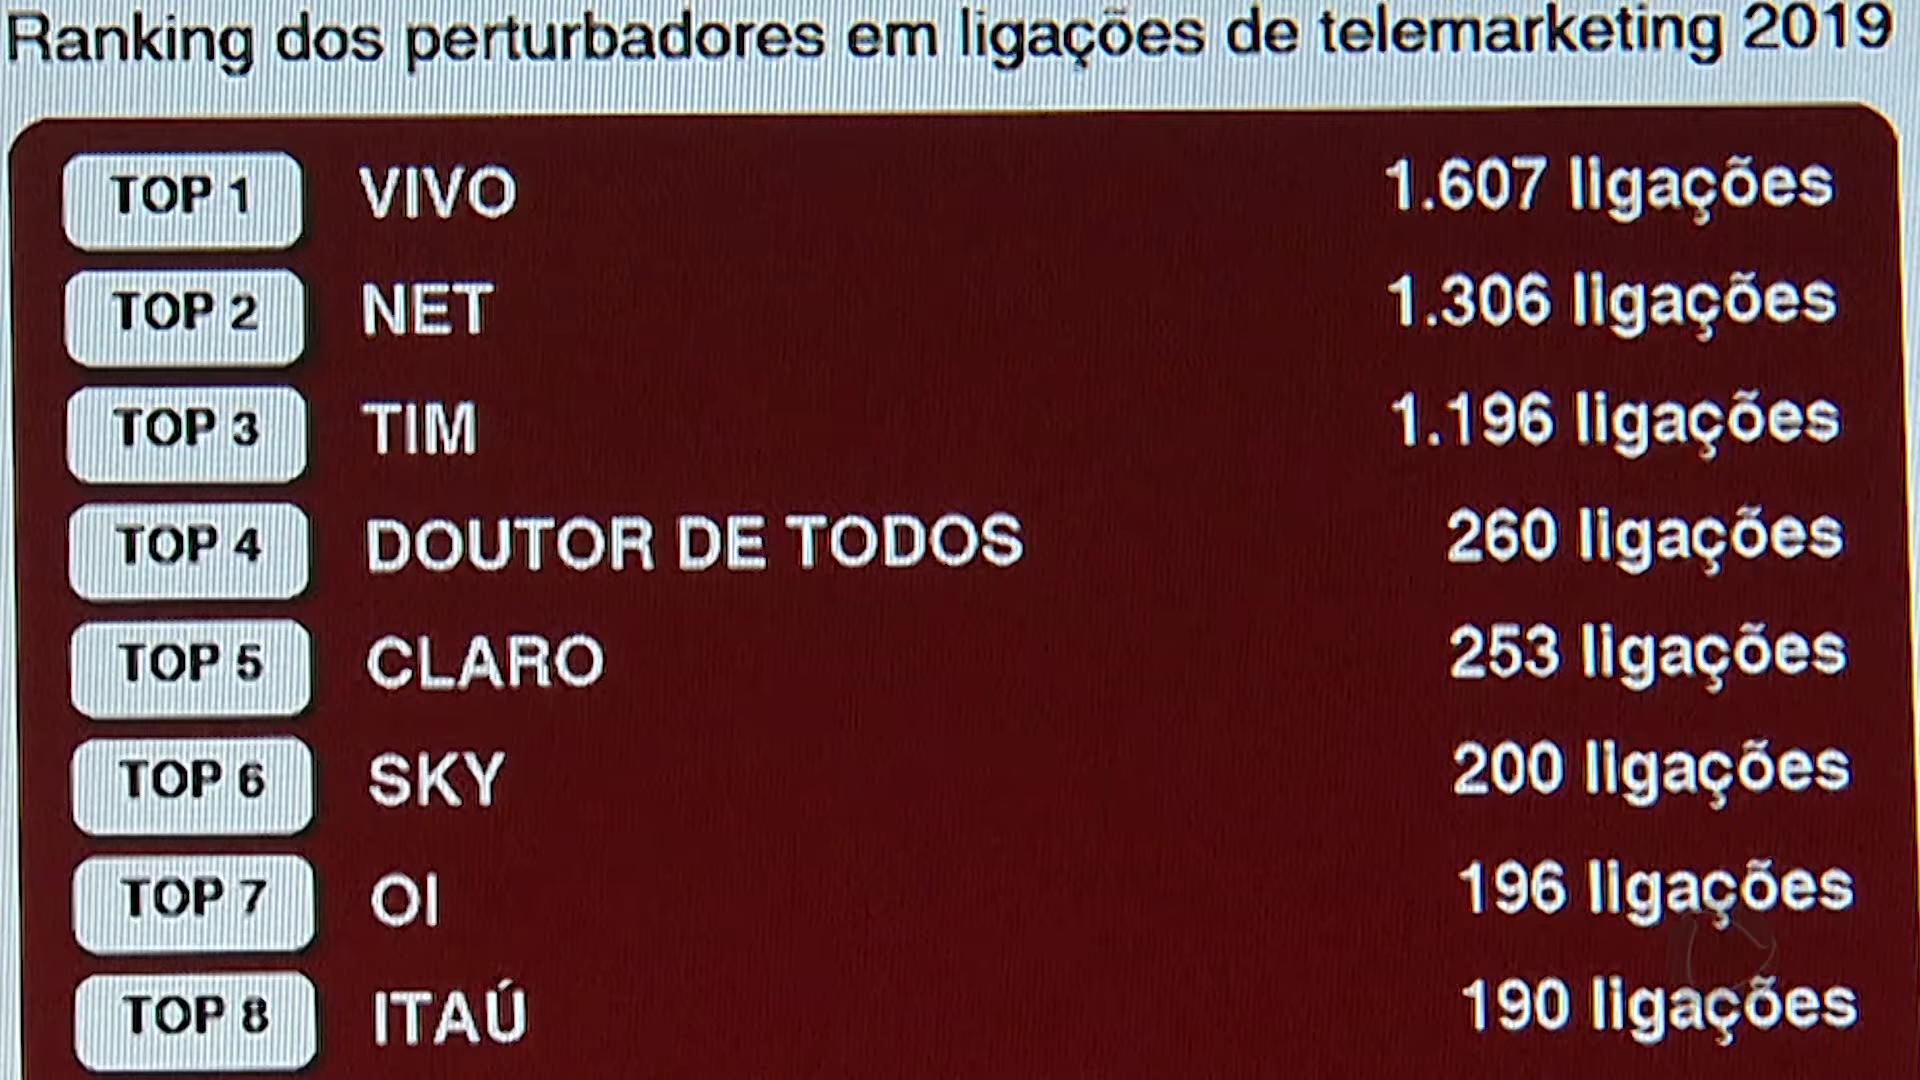 Ranking dos perturbadores em ligações de telemarketing 2019
TOP 1 VIVO 1.607 ligações
TOP 2 NET 1.306 ligações
TOP 3 TIM 1.196 ligações
TOP 4 DOUTOR DE TODOS 260 ligações
TOP 5 CLARO 253 ligações
TOP 6 SKY 200 ligações
TOP 7 OI 196 ligações
TOP 8 ITAÚ 190 ligações